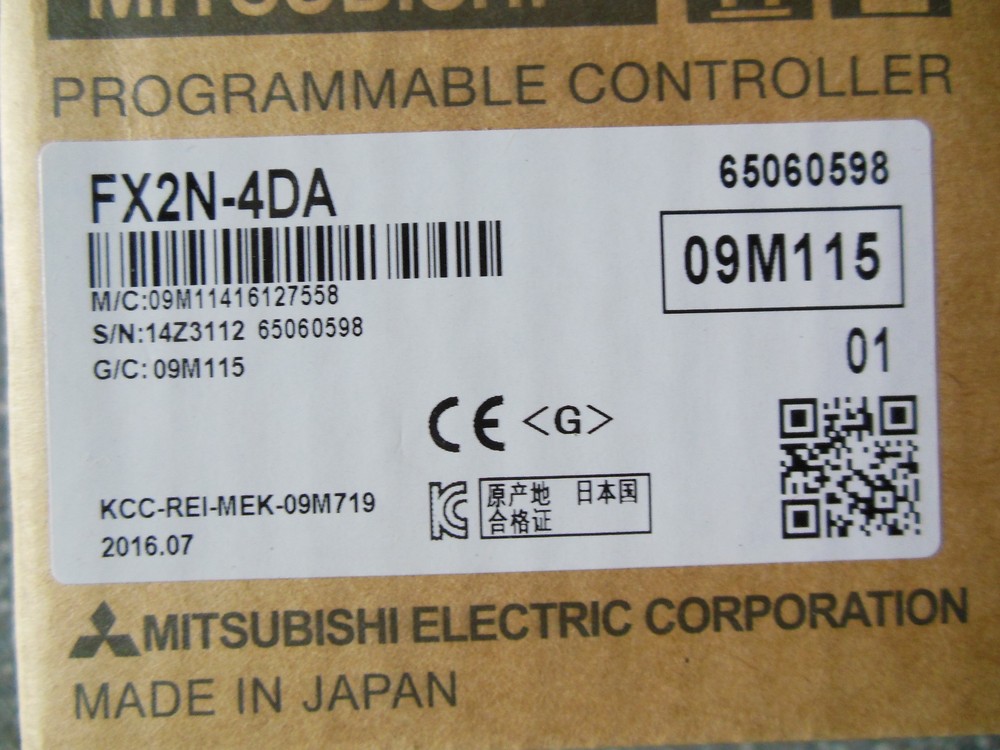 MITSUBISHI
PROGRAMMABLE CONTROLLER
FX2N-4DA
65060598
09M115
M/C:09M11416127558
S/N:14Z3112 65060598
G/C:09M115
01
CE <G>
KCC-REI-MEK-09M719
2016.07
原产地 日本国
合格证
MITSUBISHI ELECTRIC CORPORATION
MADE IN JAPAN